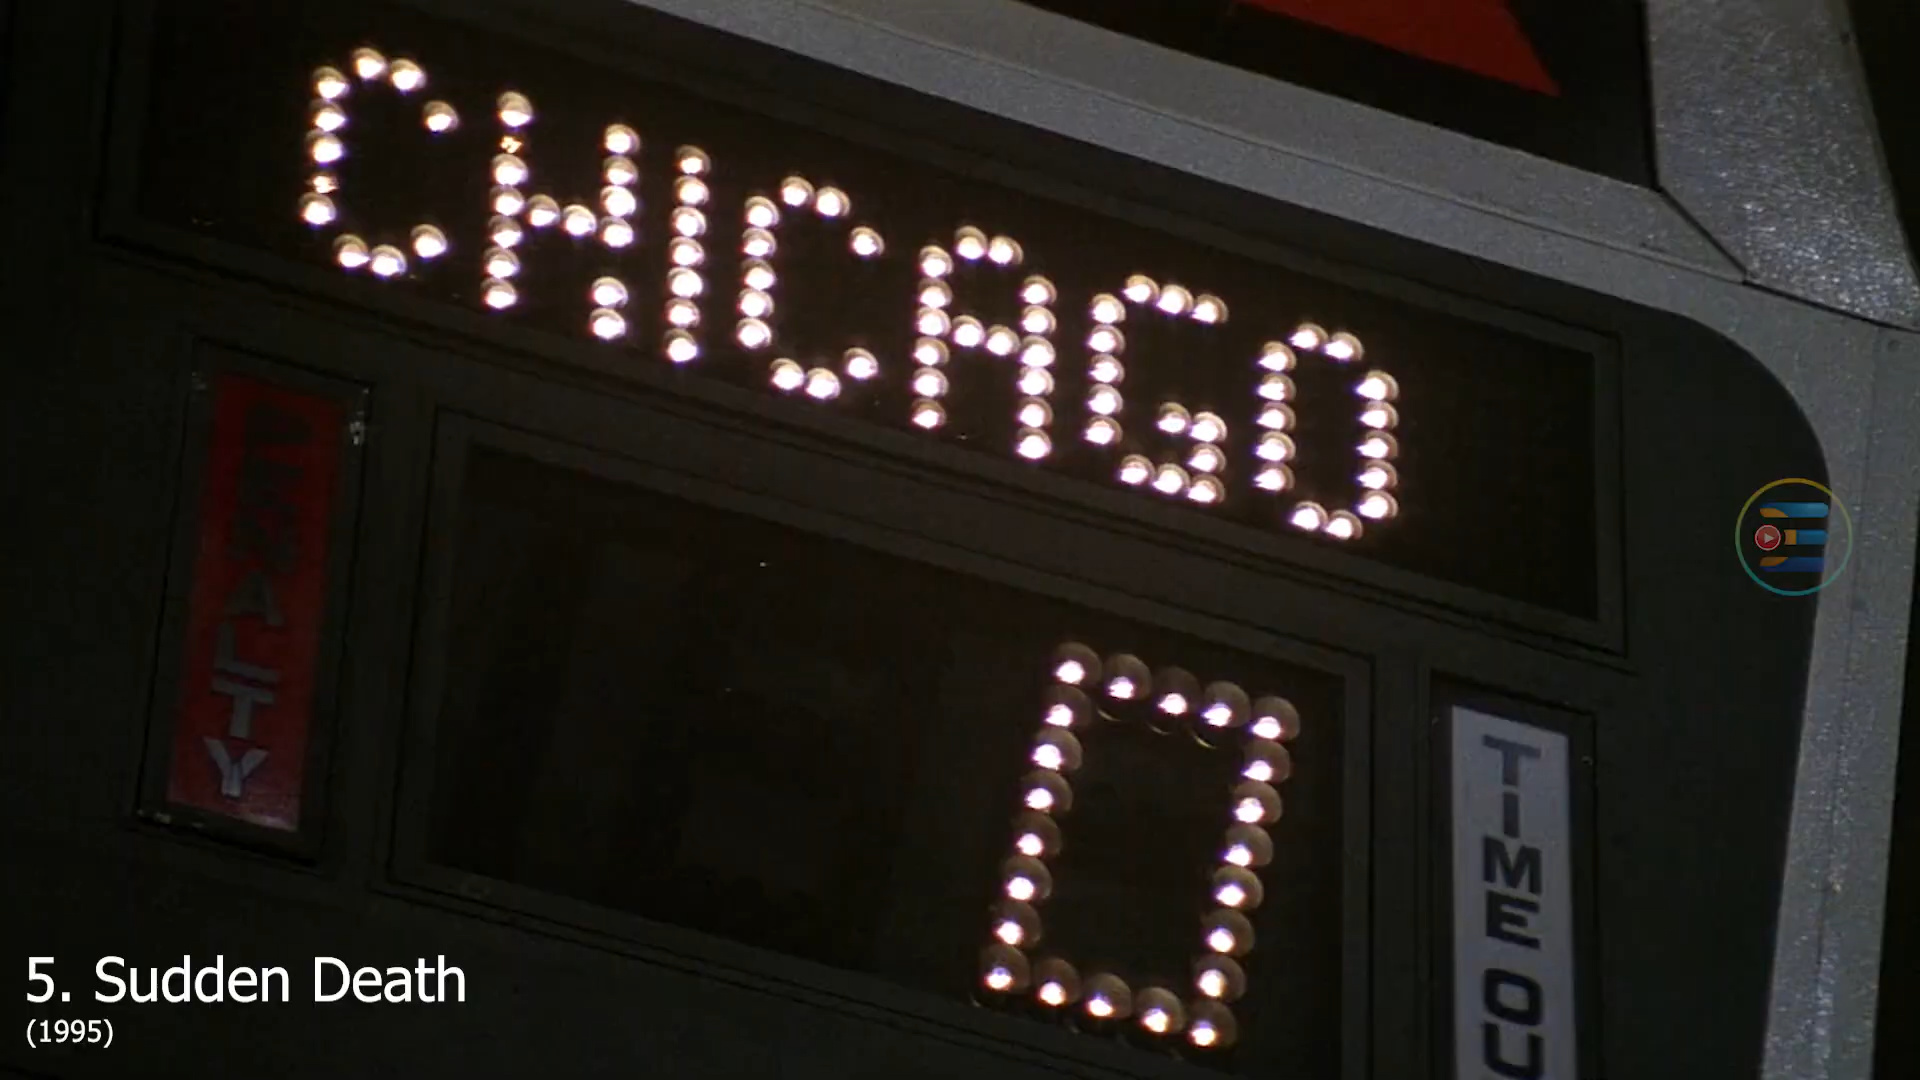 CHICAGO
0
PENALTY
TIME OU
5. Sudden Death
(1995)